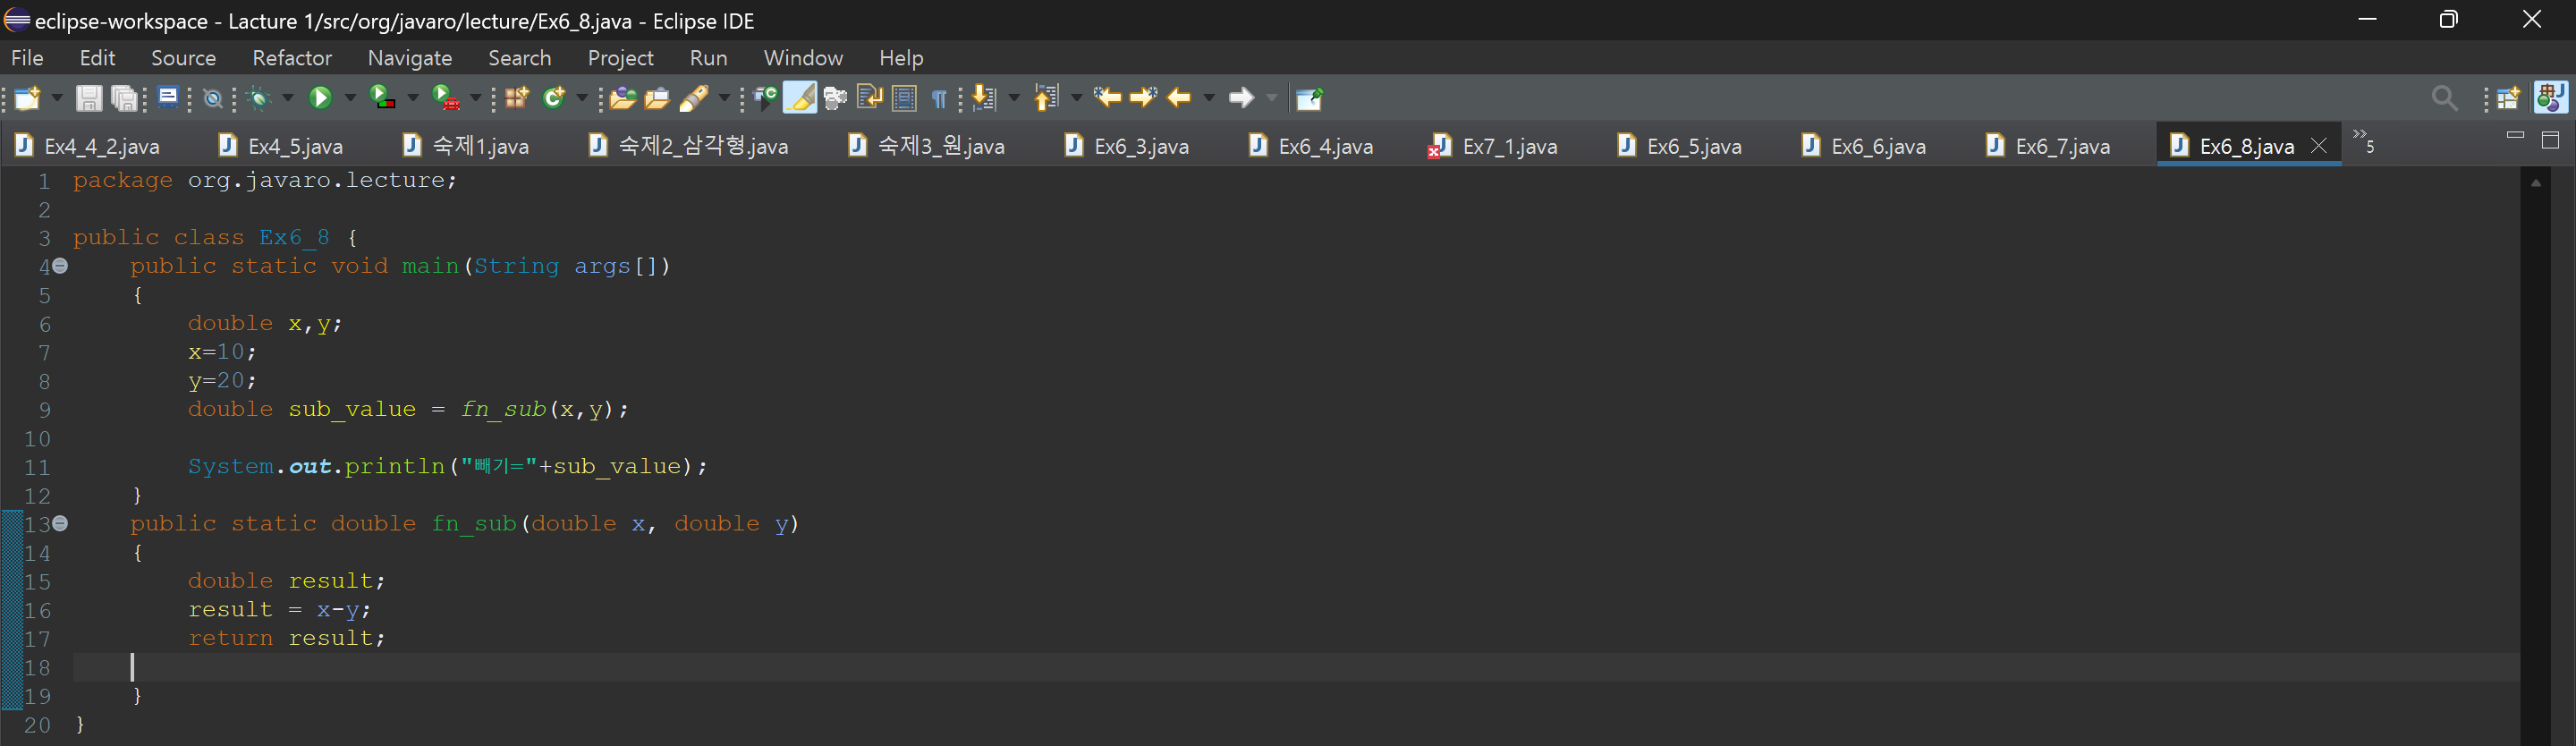 eclipse-workspace - Lacture 1/src/org/javaro/lecture/Ex6_8.java - Eclipse IDE
File Edit Source Refactor Navigate Search Project Run Window Help
Ex4_4_2.java Ex4_5.java 숙제1.java 숙제2_삼각형.java 숙제3_원.java Ex6_3.java Ex6_4.java Ex7_1.java Ex6_5.java Ex6_6.java Ex6_7.java Ex6_8.java »5
1 package org.javaro.lecture;
2
3 public class Ex6_8 {
4     public static void main(String args[])
5     {
6         double x,y;
7         x=10;
8         y=20;
9         double sub_value = fn_sub(x,y);
10
11         System.out.println("빼기="+sub_value);
12     }
13     public static double fn_sub(double x, double y)
14     {
15         double result;
16         result = x-y;
17         return result;
18
19     }
20 }